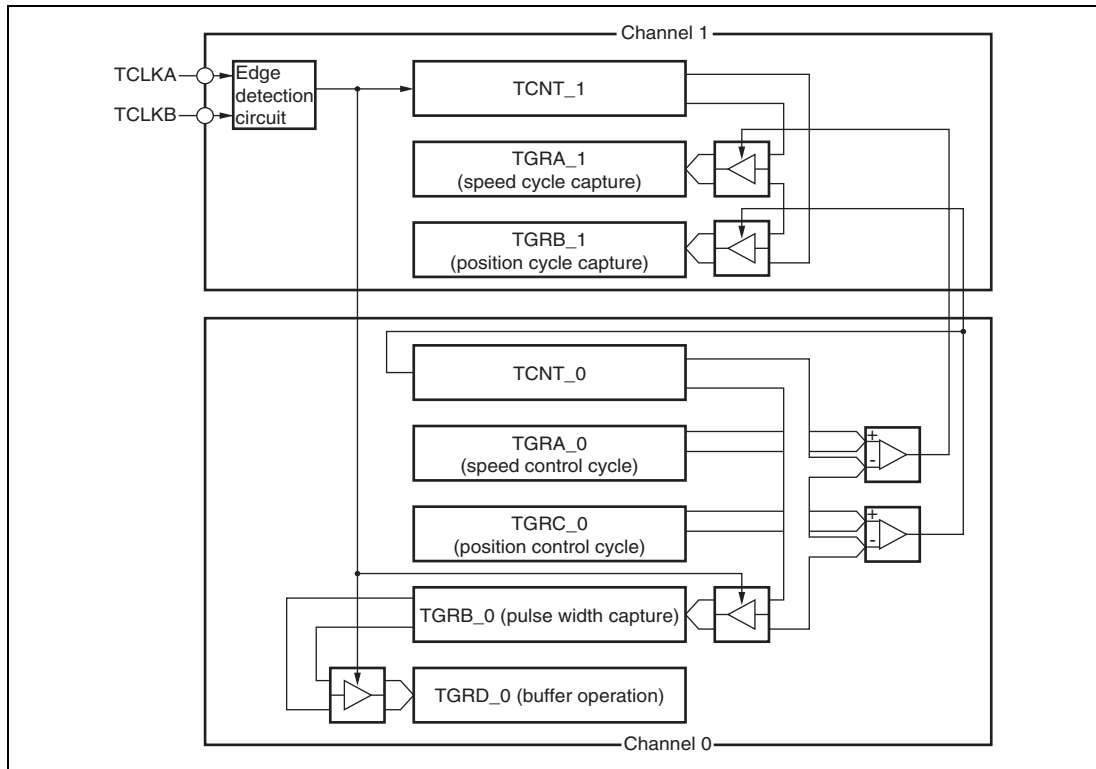 Channel 1
TCLKA
TCLKB
Edge
detection
circuit
TCNT_1
TGRA_1
(speed cycle capture)
TGRB_1
(position cycle capture)
TCNT_0
TGRA_0
(speed control cycle)
+
-
TGRC_0
(position control cycle)
+
-
TGRB_0 (pulse width capture)
TGRD_0 (buffer operation)
Channel 0